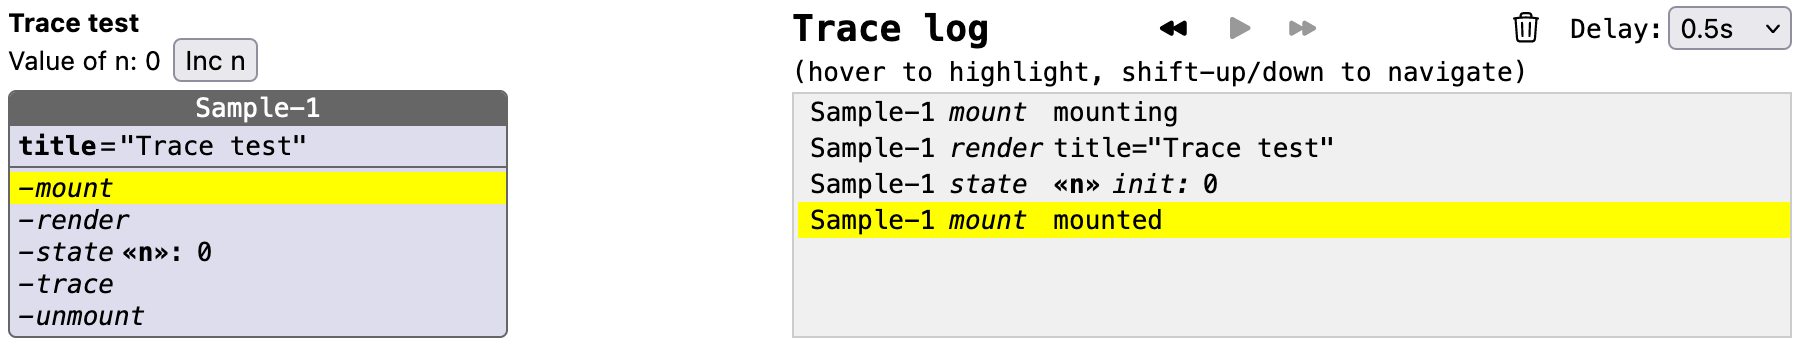 Trace test
Value of n: 0 Inc n
Sample-1
title="Trace test"
-mount
-render
-state «n»: 0
-trace
-unmount
Trace log
Delay: 0.5s
(hover to highlight, shift-up/down to navigate)
Sample-1 mount mounting
Sample-1 render title="Trace test"
Sample-1 state «n» init: 0
Sample-1 mount mounted